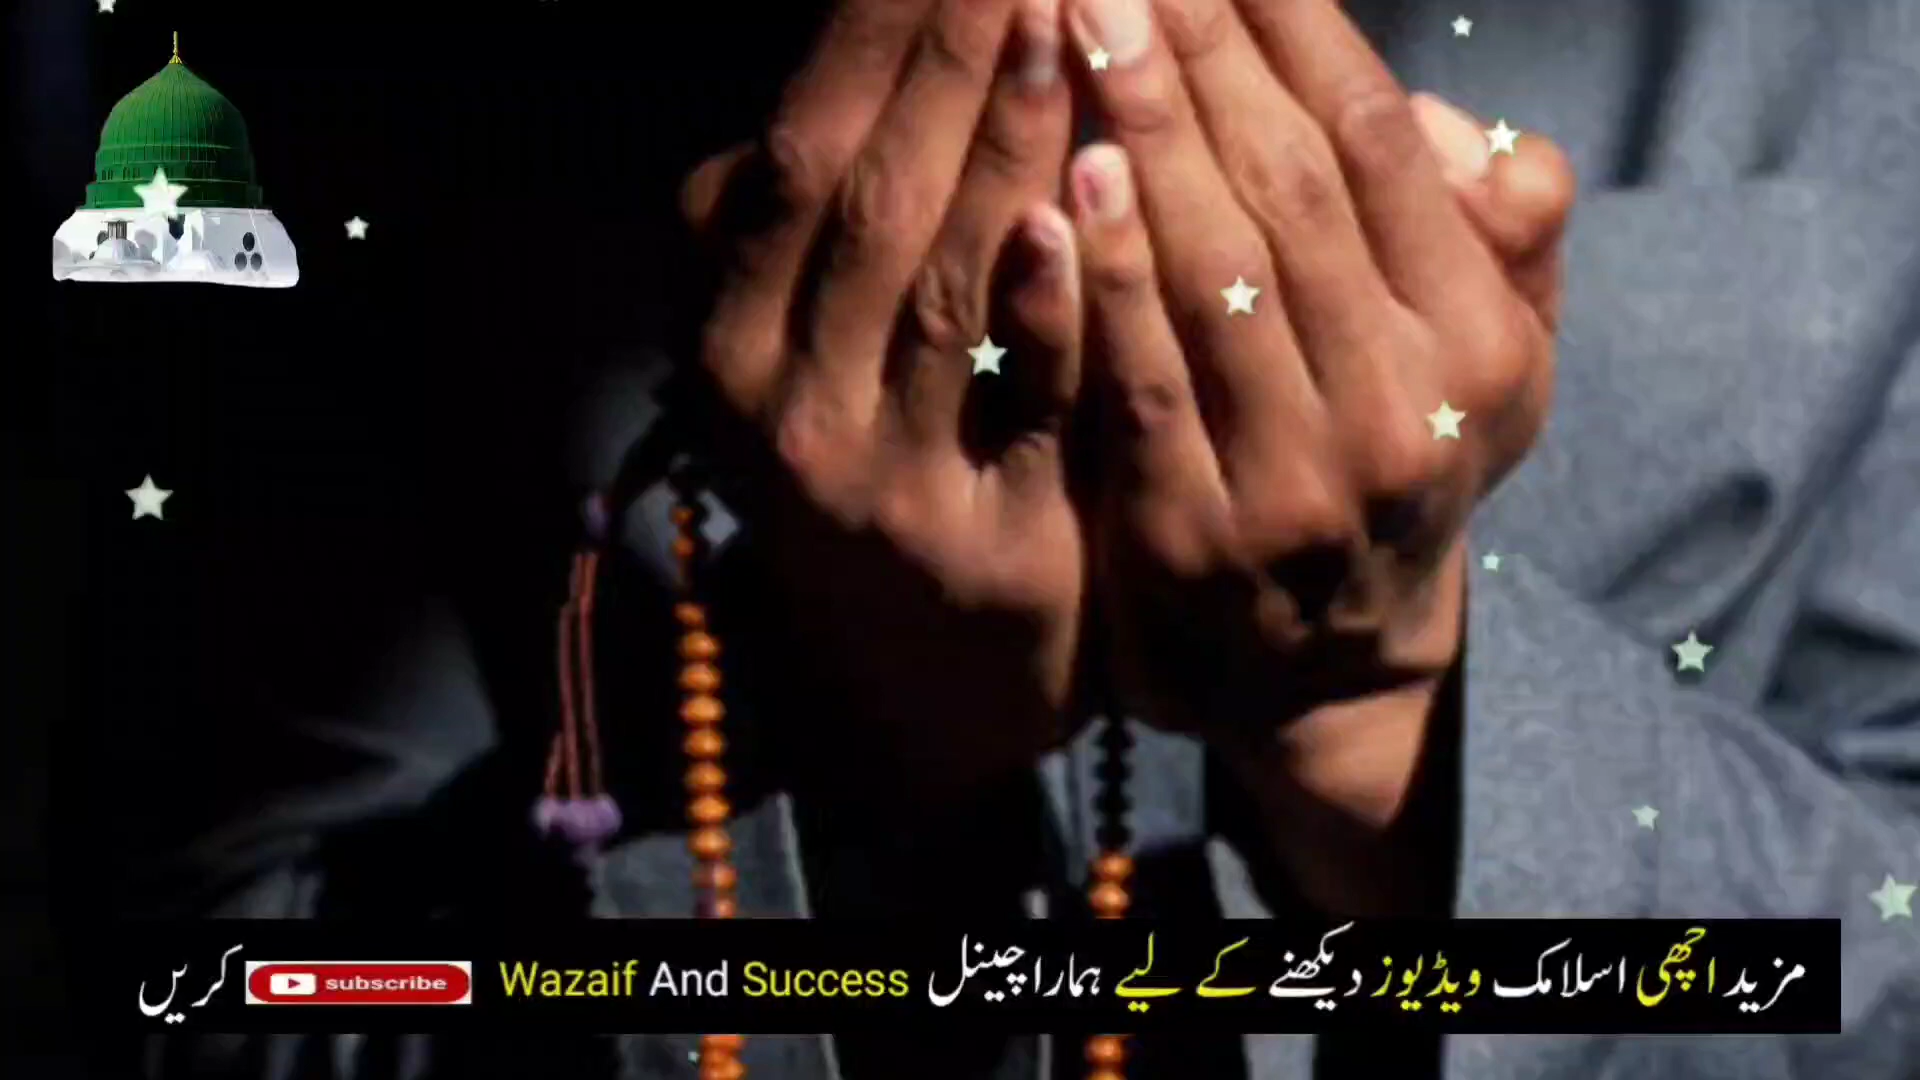 مزید اچھی اسلامک ویڈیوز دیکھنے کے لیے ہمارا چینل Wazaif And Success subscribe کریں